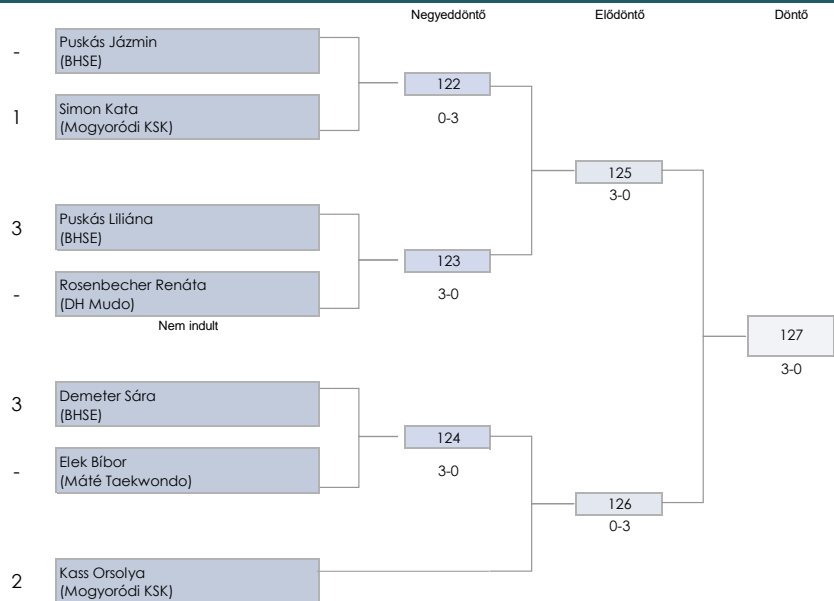 Negyeddöntő
Elődöntő
Döntő
-
Puskás Jázmin
(BHSE)
1
Simon Kata
(Mogyoródi KSK)
122
0-3
3
Puskás Liliána
(BHSE)
-
Rosenbecher Renáta
(DH Mudo)
Nem indult
123
3-0
125
3-0
3
Demeter Sára
(BHSE)
-
Elek Bíbor
(Máté Taekwondo)
124
3-0
2
Kass Orsolya
(Mogyoródi KSK)
126
0-3
127
3-0